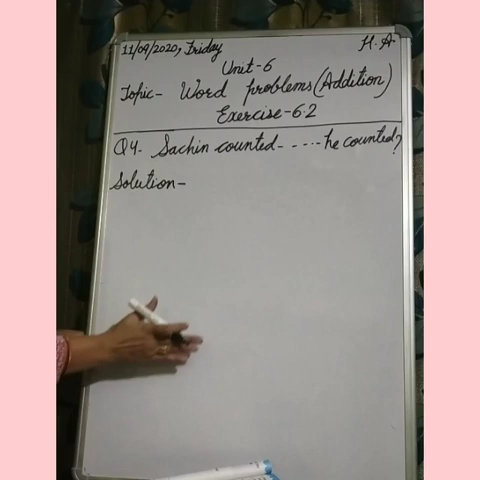 11/09/2020, Friday H.A
Unit-6
Topic- Word problems (Addition)
Exercise-6.2
Q4. Sachin counted- - - - - he counted?
Solution-